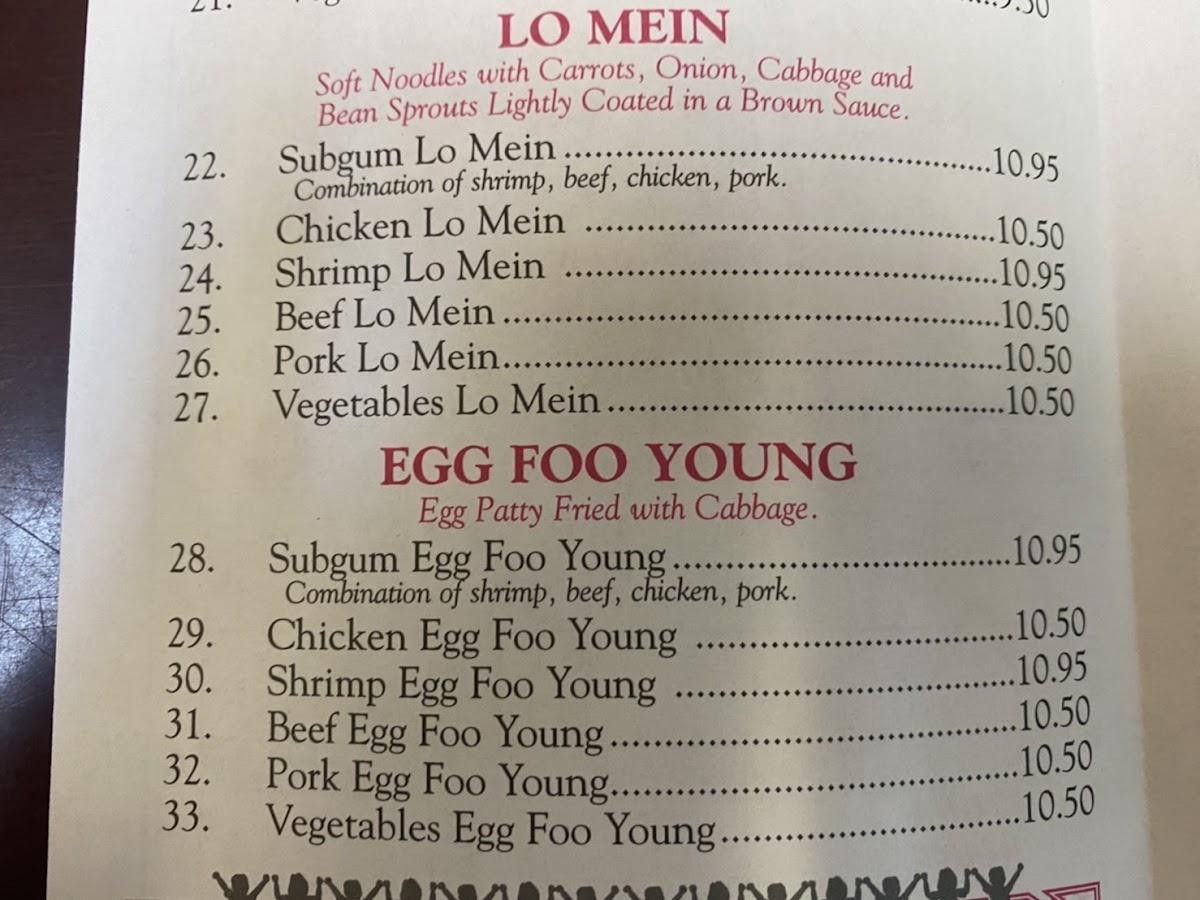 21.
LO MEIN
Soft Noodles with Carrots, Onion, Cabbage and
Bean Sprouts Lightly Coated in a Brown Sauce.
22. Subgum Lo Mein ........................................10.95
Combination of shrimp, beef, chicken, pork.
23. Chicken Lo Mein ........................................10.50
24. Shrimp Lo Mein ..........................................10.95
25. Beef Lo Mein ................................................10.50
26. Pork Lo Mein................................................10.50
27. Vegetables Lo Mein ......................................10.50
EGG FOO YOUNG
Egg Patty Fried with Cabbage.
28. Subgum Egg Foo Young .................................10.95
Combination of shrimp, beef, chicken, pork.
29. Chicken Egg Foo Young ...............................10.50
30. Shrimp Egg Foo Young .................................10.95
31. Beef Egg Foo Young .......................................10.50
32. Pork Egg Foo Young.......................................10.50
33. Vegetables Egg Foo Young .............................10.50